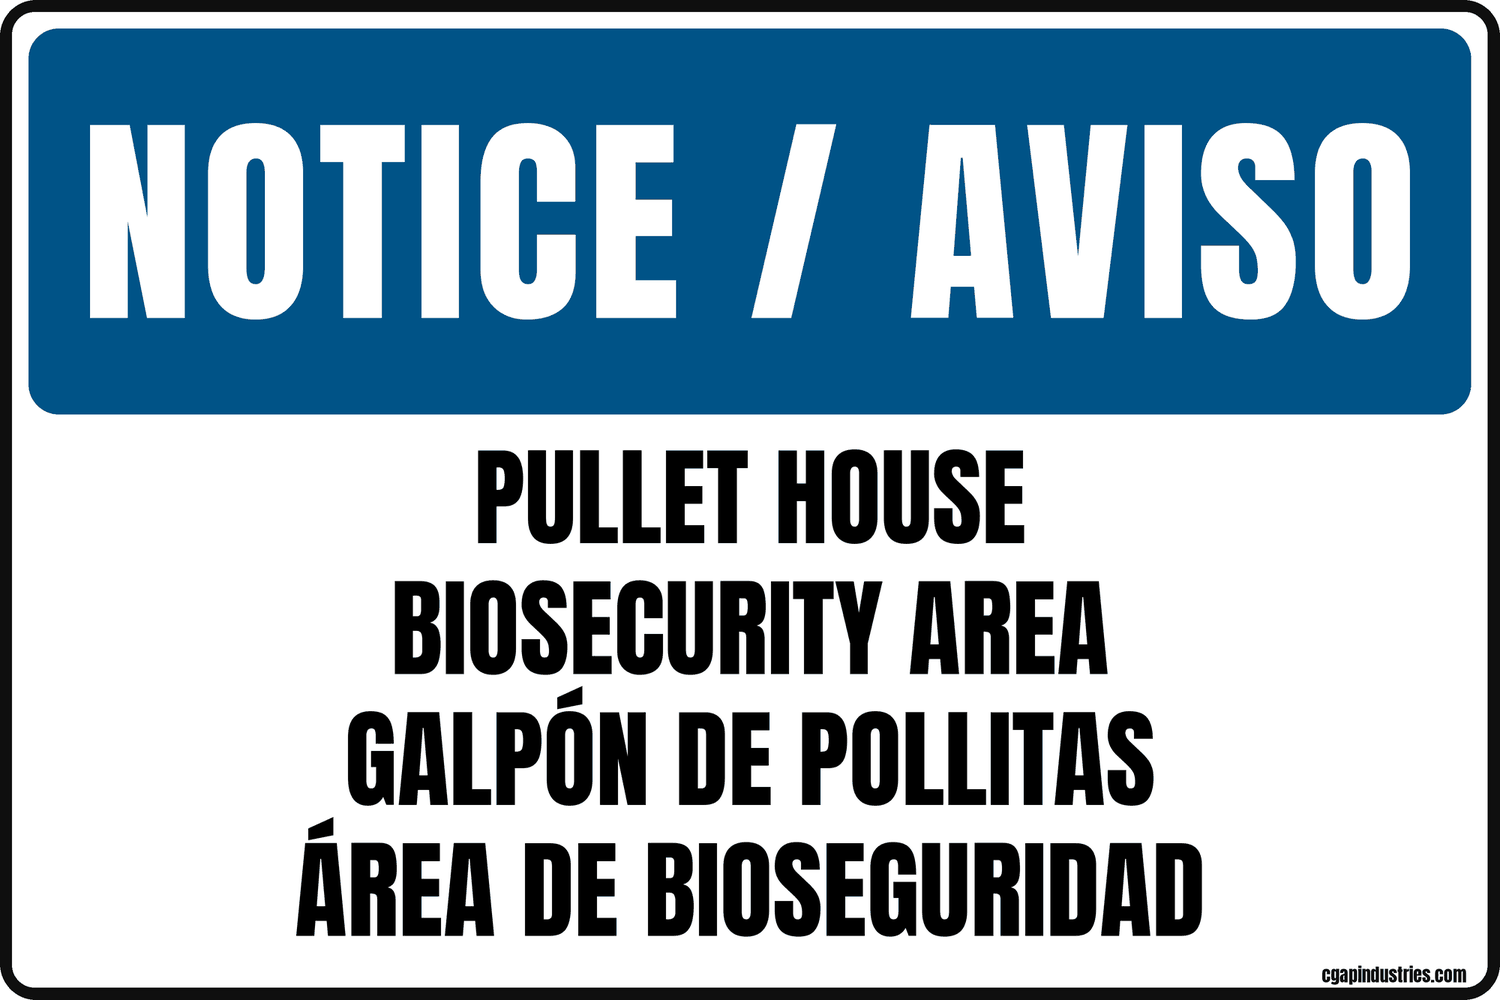 NOTICE / AVISO
PULLET HOUSE
BIOSECURITY AREA
GALPÓN DE POLLITAS
ÁREA DE BIOSEGURIDAD
cgapindustries.com